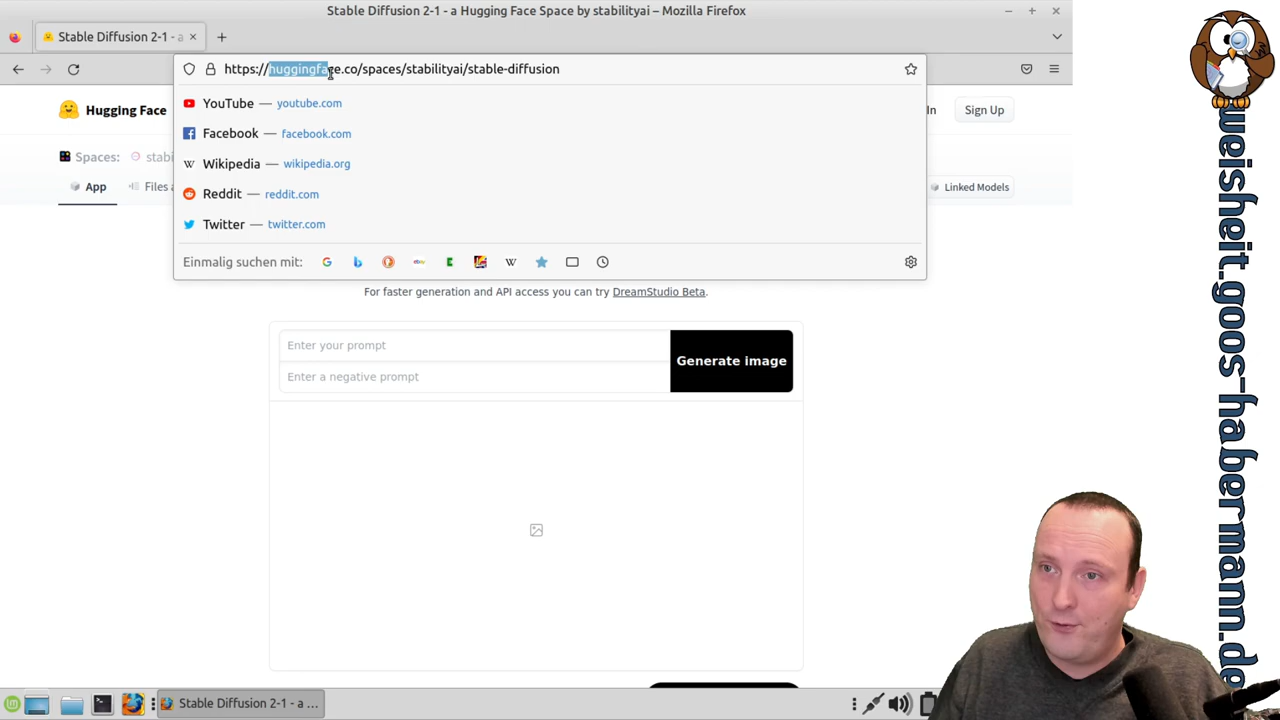 Stable Diffusion 2-1 - a Hugging Face Space by stabilityai – Mozilla Firefox
Stable Diffusion 2-1 - a
https://huggingface.co/spaces/stabilityai/stable-diffusion
YouTube — youtube.com
Hugging Face
In
Sign Up
Facebook — facebook.com
Spaces:
stabi
Wikipedia — wikipedia.org
App
Files a
Reddit — reddit.com
Linked Models
Twitter — twitter.com
Einmalig suchen mit:
For faster generation and API access you can try DreamStudio Beta.
Enter your prompt
Generate image
Enter a negative prompt
Stable Diffusion 2-1 - a ...
weisheit.goos-habermann.de